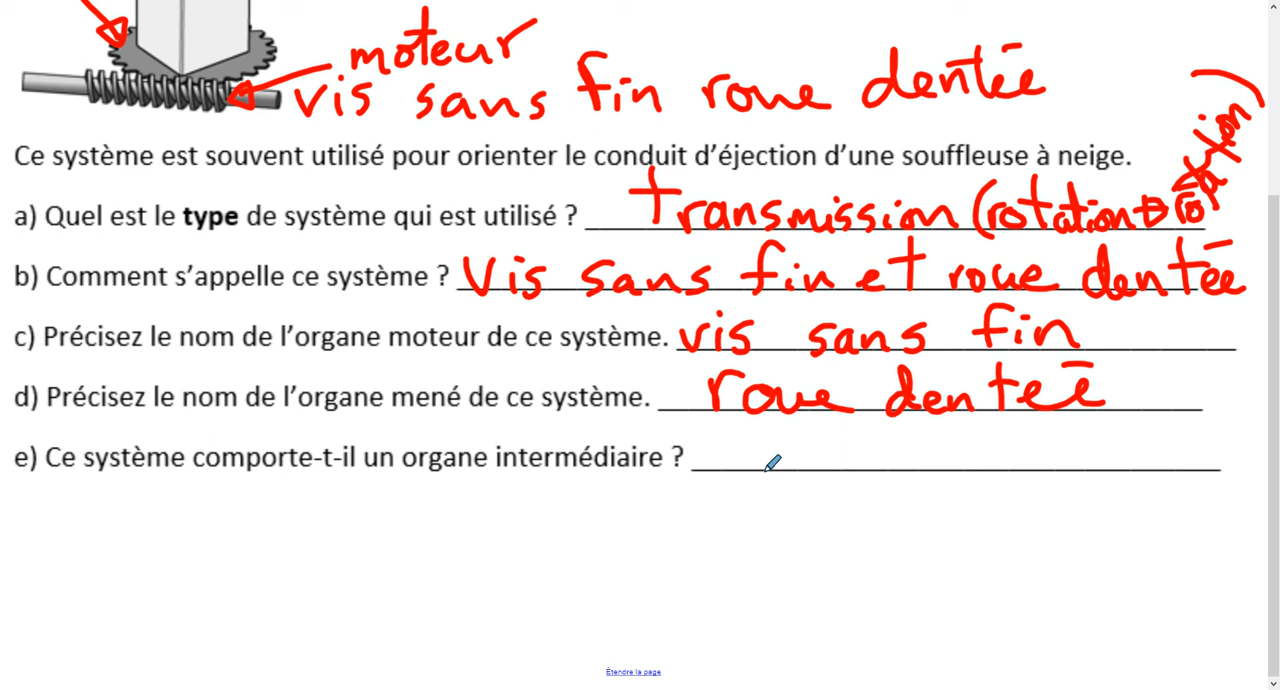 moteur
vis sans fin roue dentée
Ce système est souvent utilisé pour orienter le conduit d'éjection d'une souffleuse à neige.
a) Quel est le type de système qui est utilisé ? transmission (rotation → rotation)
b) Comment s'appelle ce système ? Vis sans fin et roue dentée
c) Précisez le nom de l'organe moteur de ce système. vis sans fin
d) Précisez le nom de l'organe mené de ce système. roue dentée
e) Ce système comporte-t-il un organe intermédiaire ?
Étendre la page